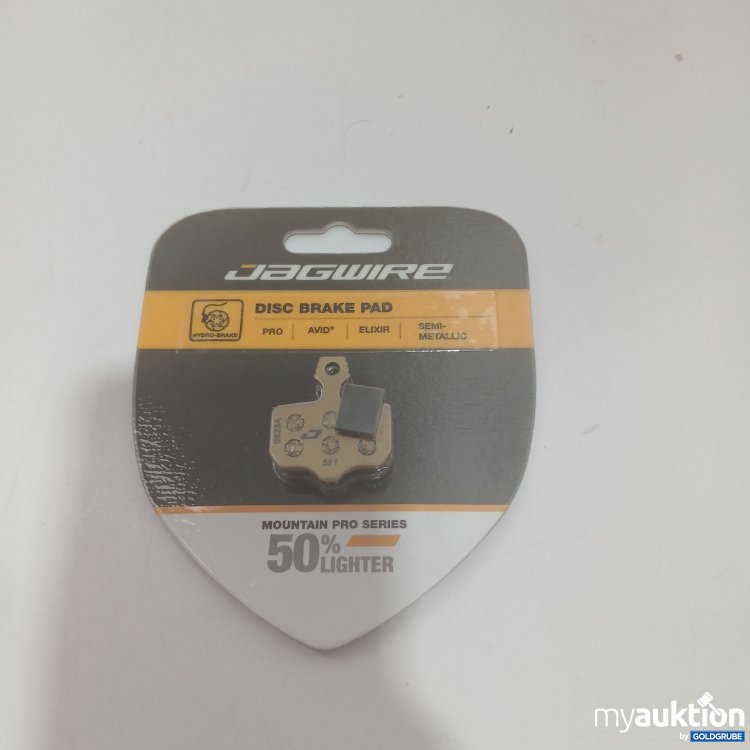 JAGWIRE
DISC BRAKE PAD
HYDRO-BRAKE
PRO | AVID® | ELIXIR | SEMI-METALLIC
J
691
MOUNTAIN PRO SERIES
50% LIGHTER
myauktion
by GOLDGRUBE